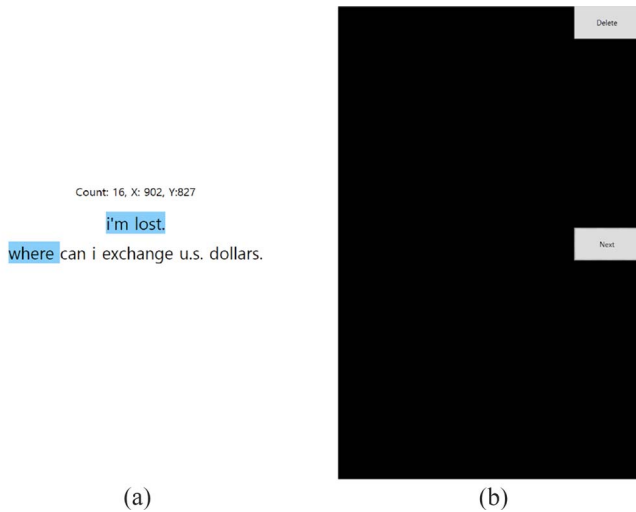 Count: 16, X: 902, Y:827
i'm lost.
where can i exchange u.s. dollars.
Delete
Next
(a)
(b)